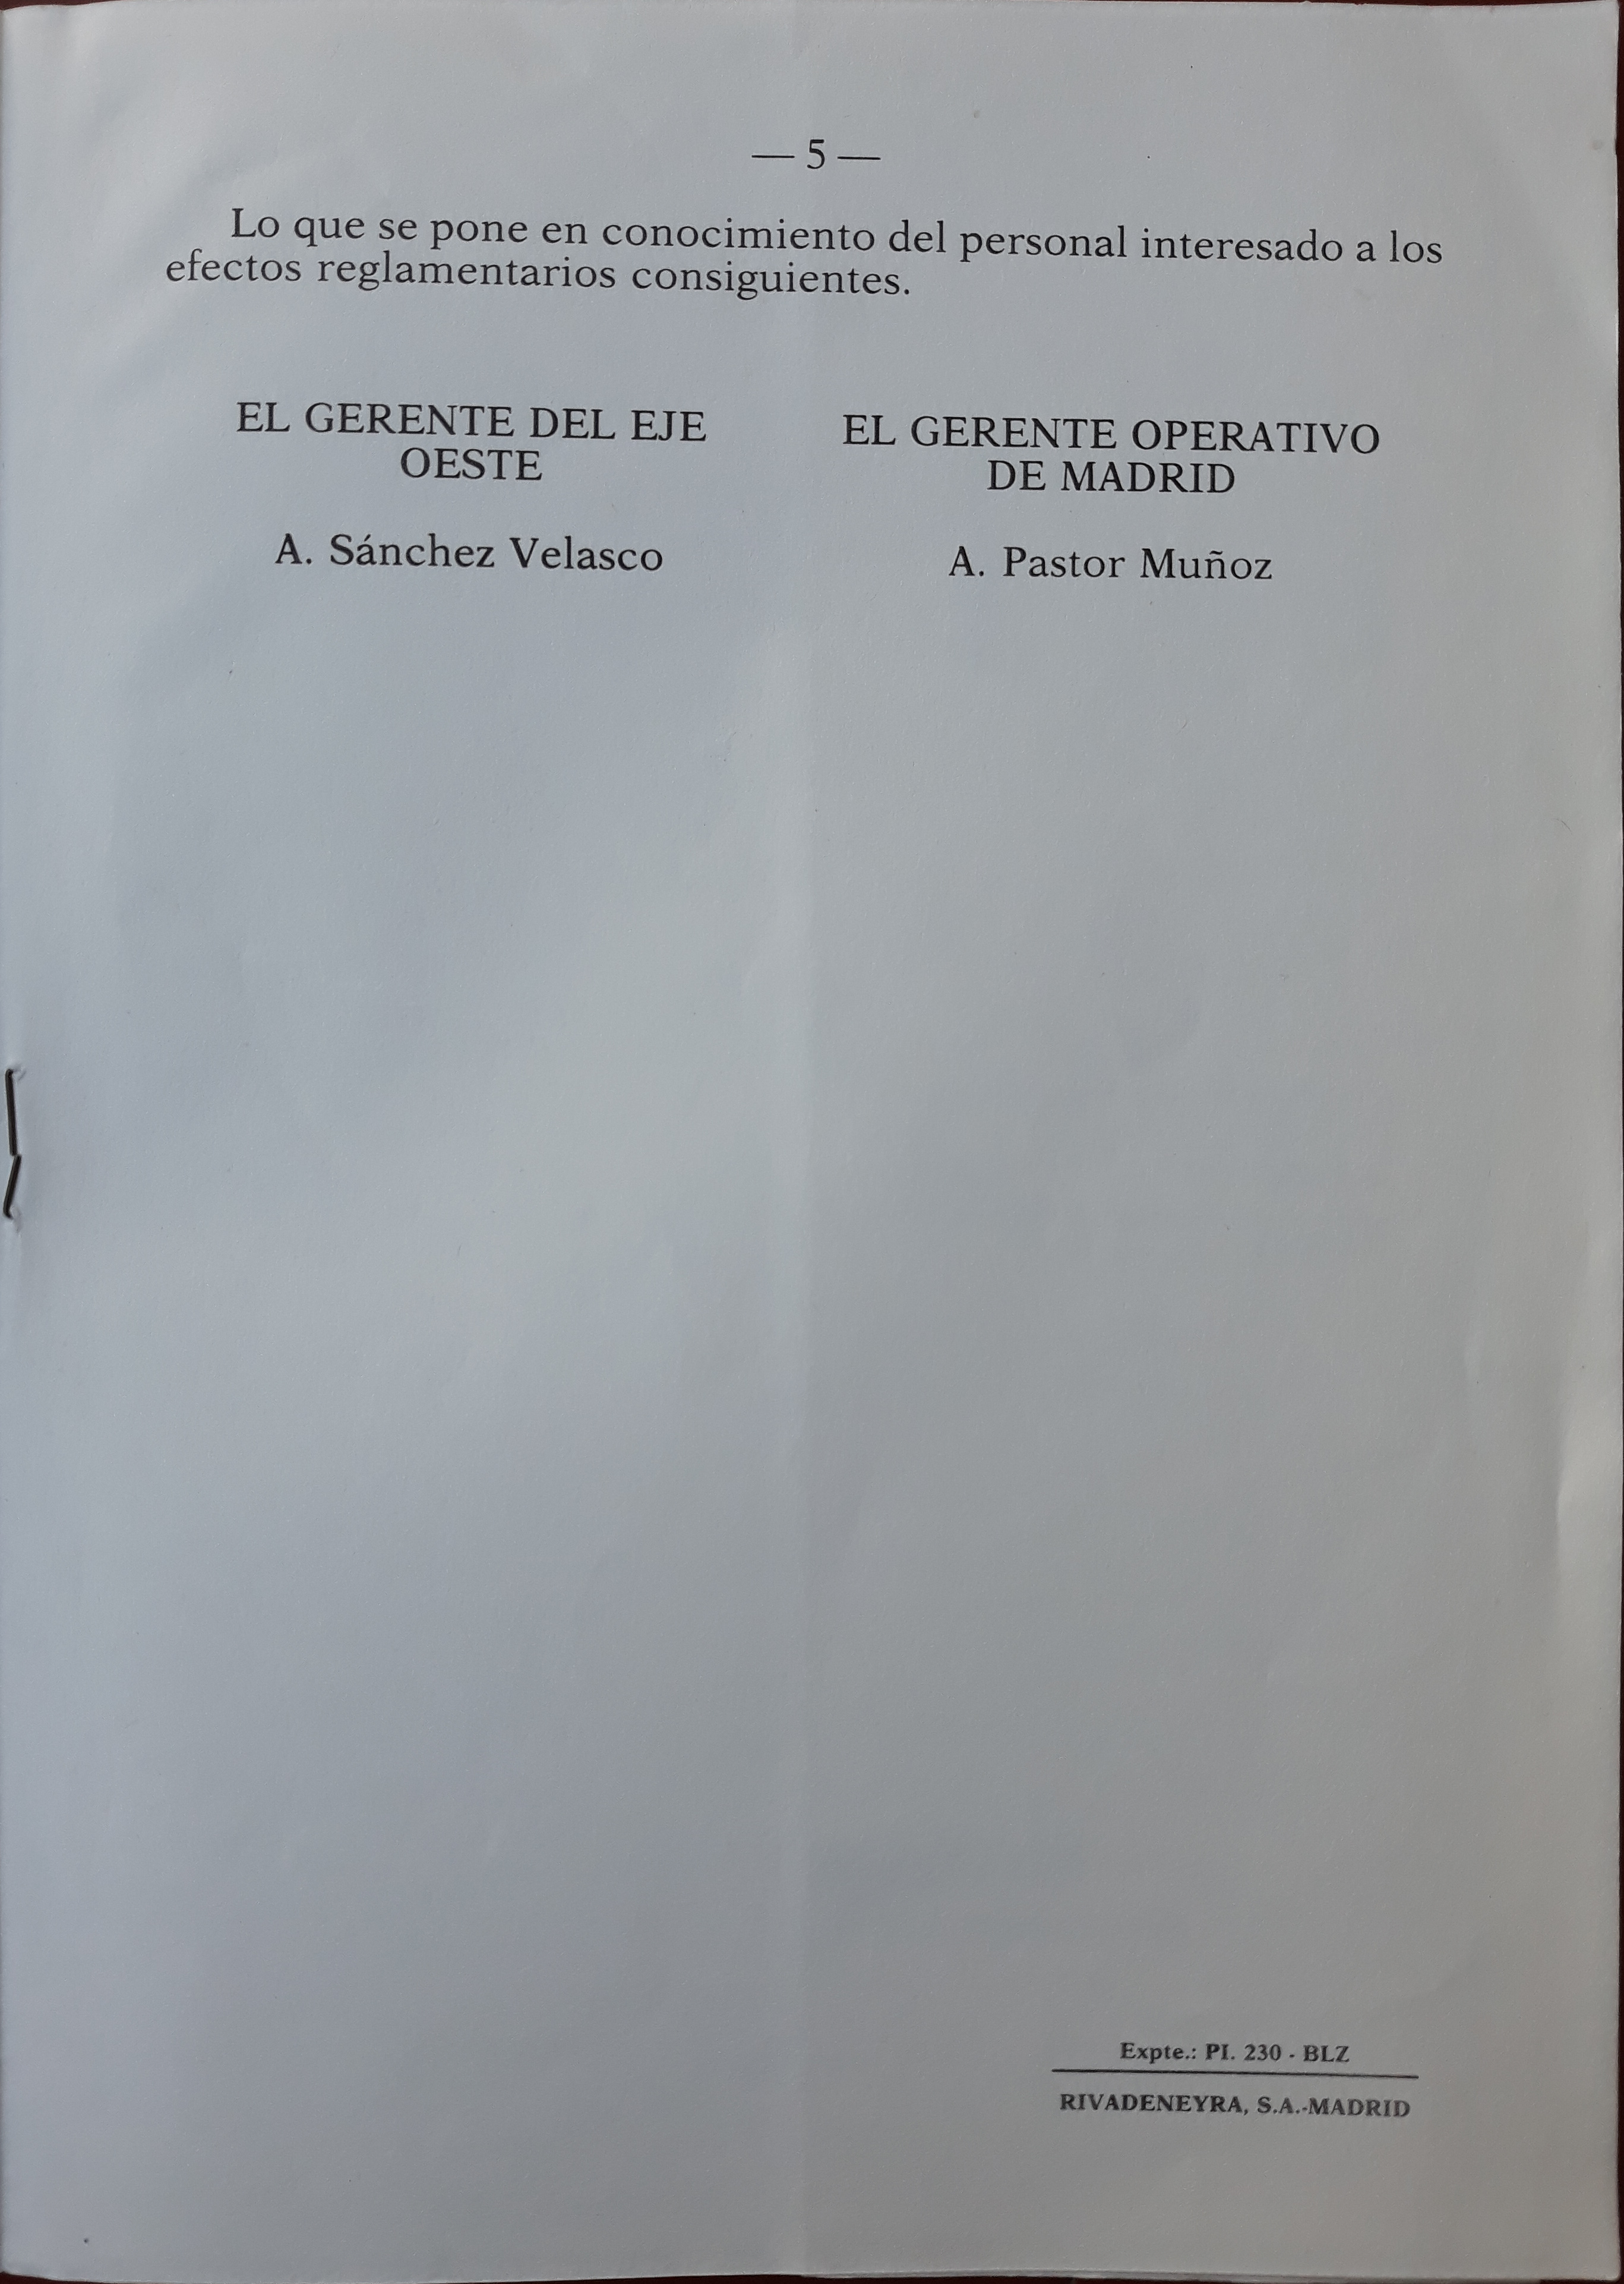 — 5 —
Lo que se pone en conocimiento del personal interesado a los
efectos reglamentarios consiguientes.
EL GERENTE DEL EJE
OESTE
A. Sánchez Velasco
EL GERENTE OPERATIVO
DE MADRID
A. Pastor Muñoz
Expte.: PI. 230 - BLZ
RIVADENEYRA, S.A.-MADRID